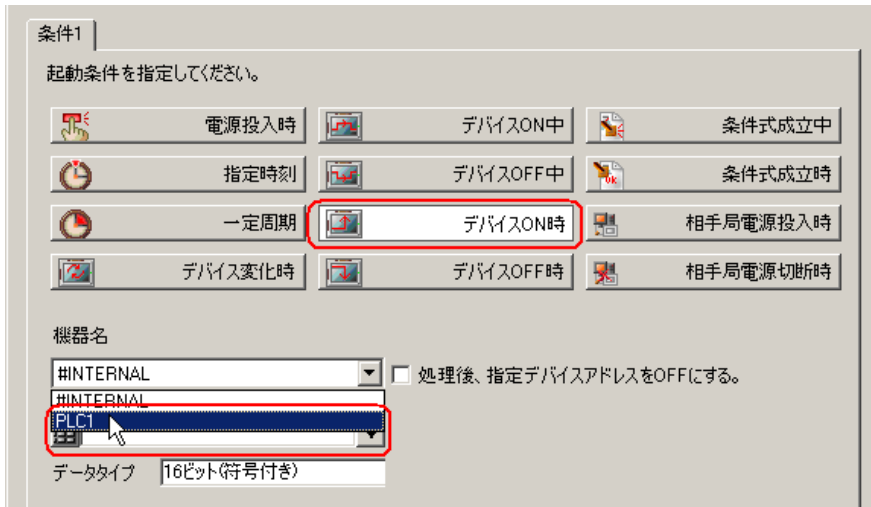 条件1
起動条件を指定してください。
電源投入時 デバイスON中 条件式成立中
指定時刻 デバイスOFF中 条件式成立時
一定周期 デバイスON時 相手局電源投入時
デバイス変化時 デバイスOFF時 相手局電源切断時
機器名
#INTERNAL 処理後、指定デバイスアドレスをOFFにする。
#INTERNAL
PLC1
データタイプ 16ビット(符号付き)